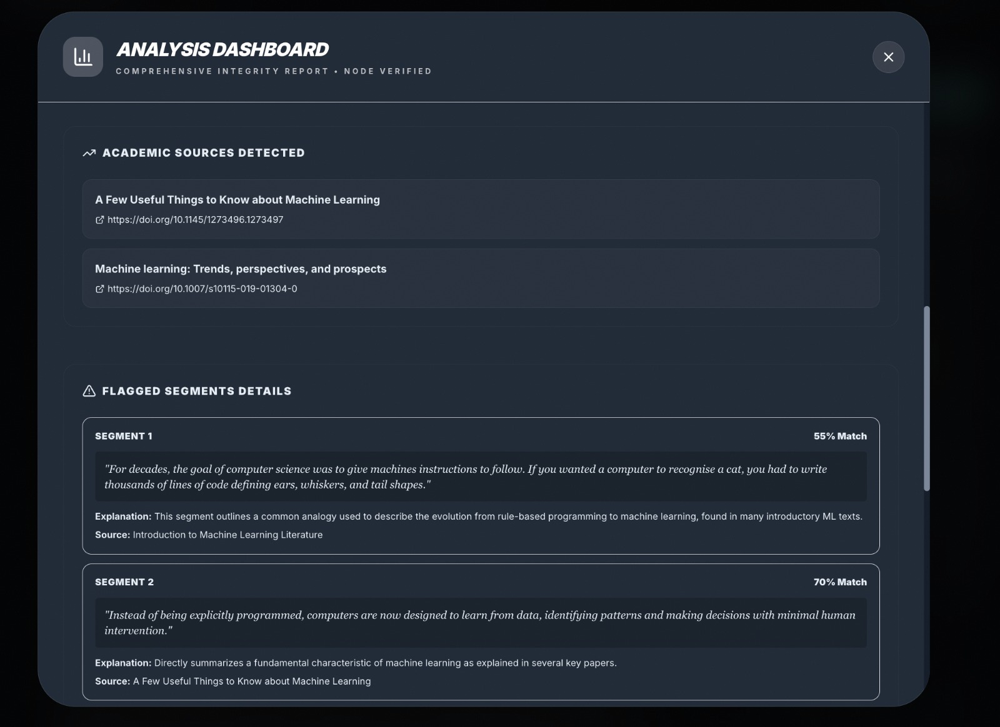 ANALYSIS DASHBOARD
COMPREHENSIVE INTEGRITY REPORT • NODE VERIFIED
ACADEMIC SOURCES DETECTED
A Few Useful Things to Know about Machine Learning
https://doi.org/10.1145/1273496.1273497
Machine learning: Trends, perspectives, and prospects
https://doi.org/10.1007/s10115-019-01304-0
FLAGGED SEGMENTS DETAILS
SEGMENT 1
55% Match
"For decades, the goal of computer science was to give machines instructions to follow. If you wanted a computer to recognise a cat, you had to write
thousands of lines of code defining ears, whiskers, and tail shapes."
Explanation: This segment outlines a common analogy used to describe the evolution from rule-based programming to machine learning, found in many introductory ML texts.
Source: Introduction to Machine Learning Literature
SEGMENT 2
70% Match
"Instead of being explicitly programmed, computers are now designed to learn from data, identifying patterns and making decisions with minimal human
intervention."
Explanation: Directly summarizes a fundamental characteristic of machine learning as explained in several key papers.
Source: A Few Useful Things to Know about Machine Learning